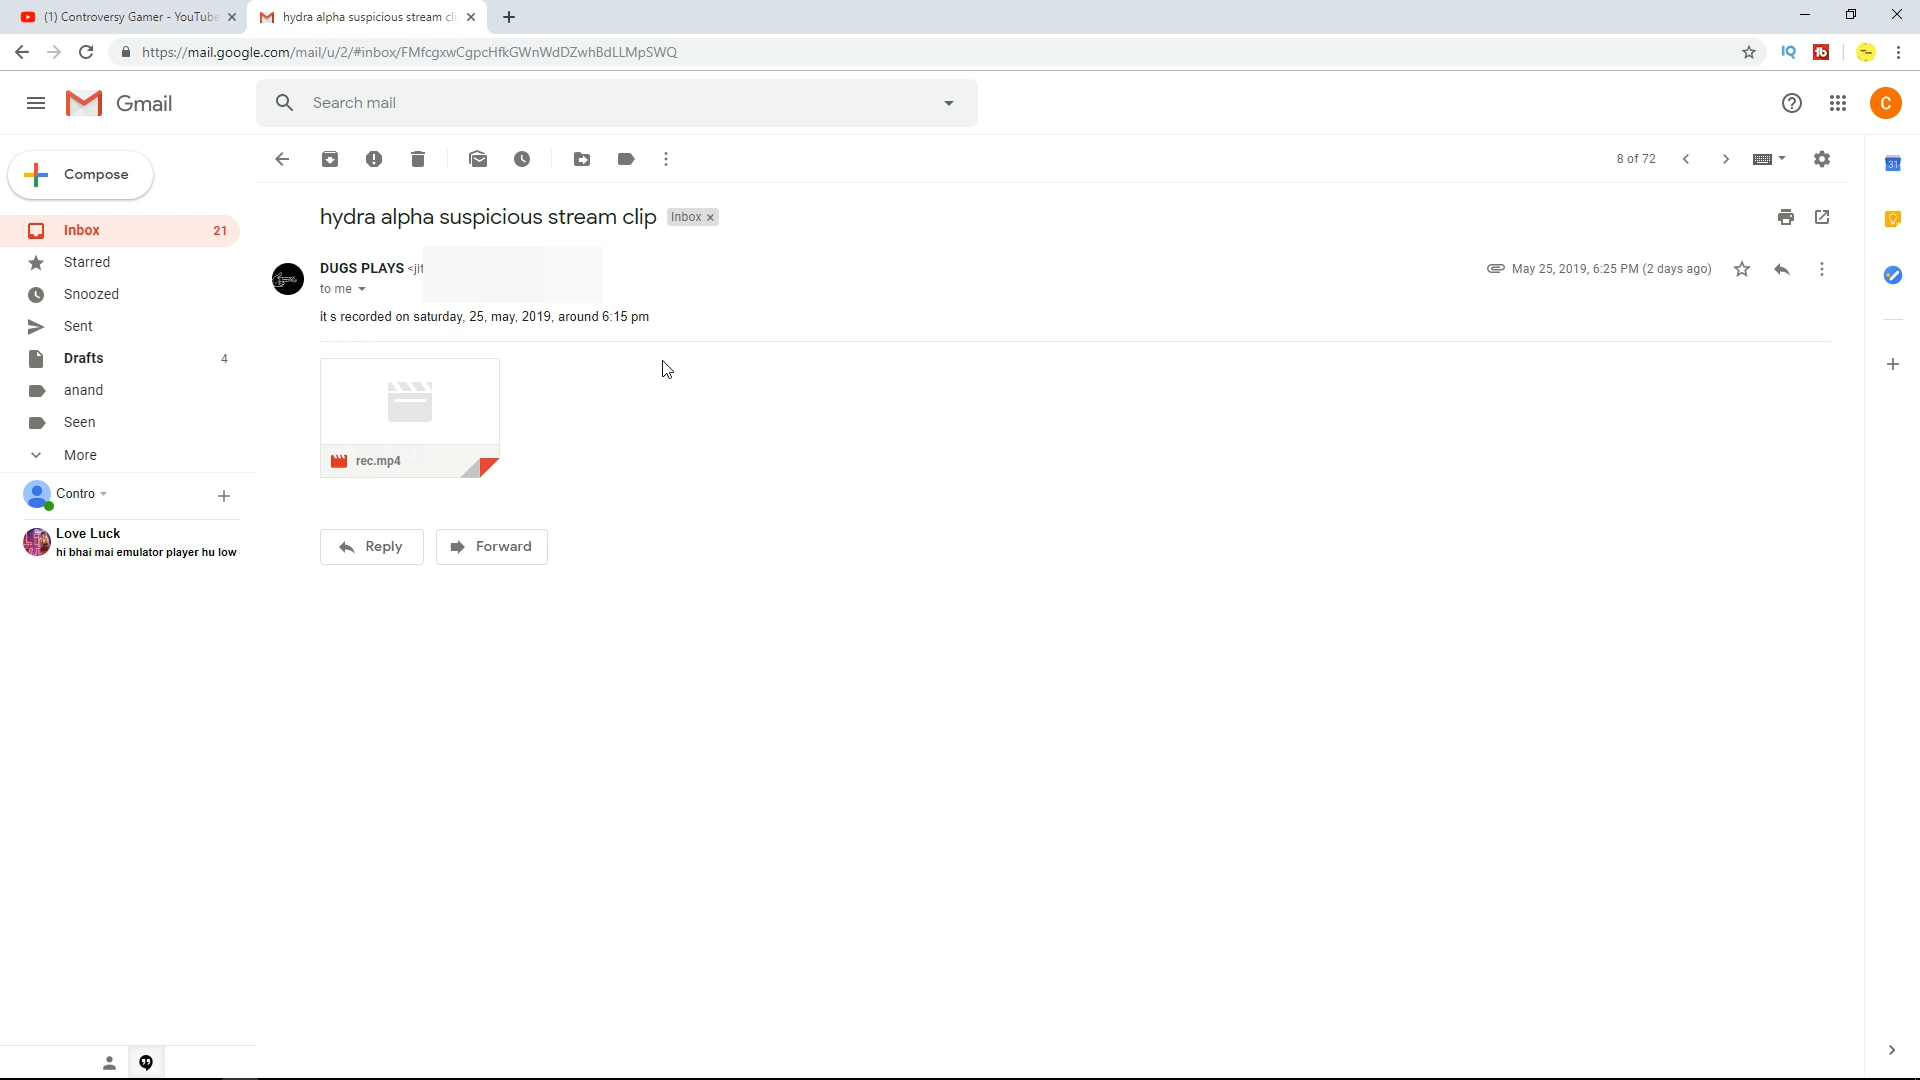 (1) Controversy Gamer - YouTube
hydra alpha suspicious stream cli
https://mail.google.com/mail/u/2/#inbox/FMfcgxwCgpcHfkGWnWdDZwhBdLLMpSWQ
IQ
tb
Gmail
Search mail
C
Compose
8 of 72
31
Inbox 21
Starred
Snoozed
Sent
Drafts 4
anand
Seen
More
Contro
Love Luck
hi bhai mai emulator player hu low
hydra alpha suspicious stream clip Inbox ×
DUGS PLAYS <jit
May 25, 2019, 6:25 PM (2 days ago)
to me
it s recorded on saturday, 25, may, 2019, around 6:15 pm
rec.mp4
Reply
Forward